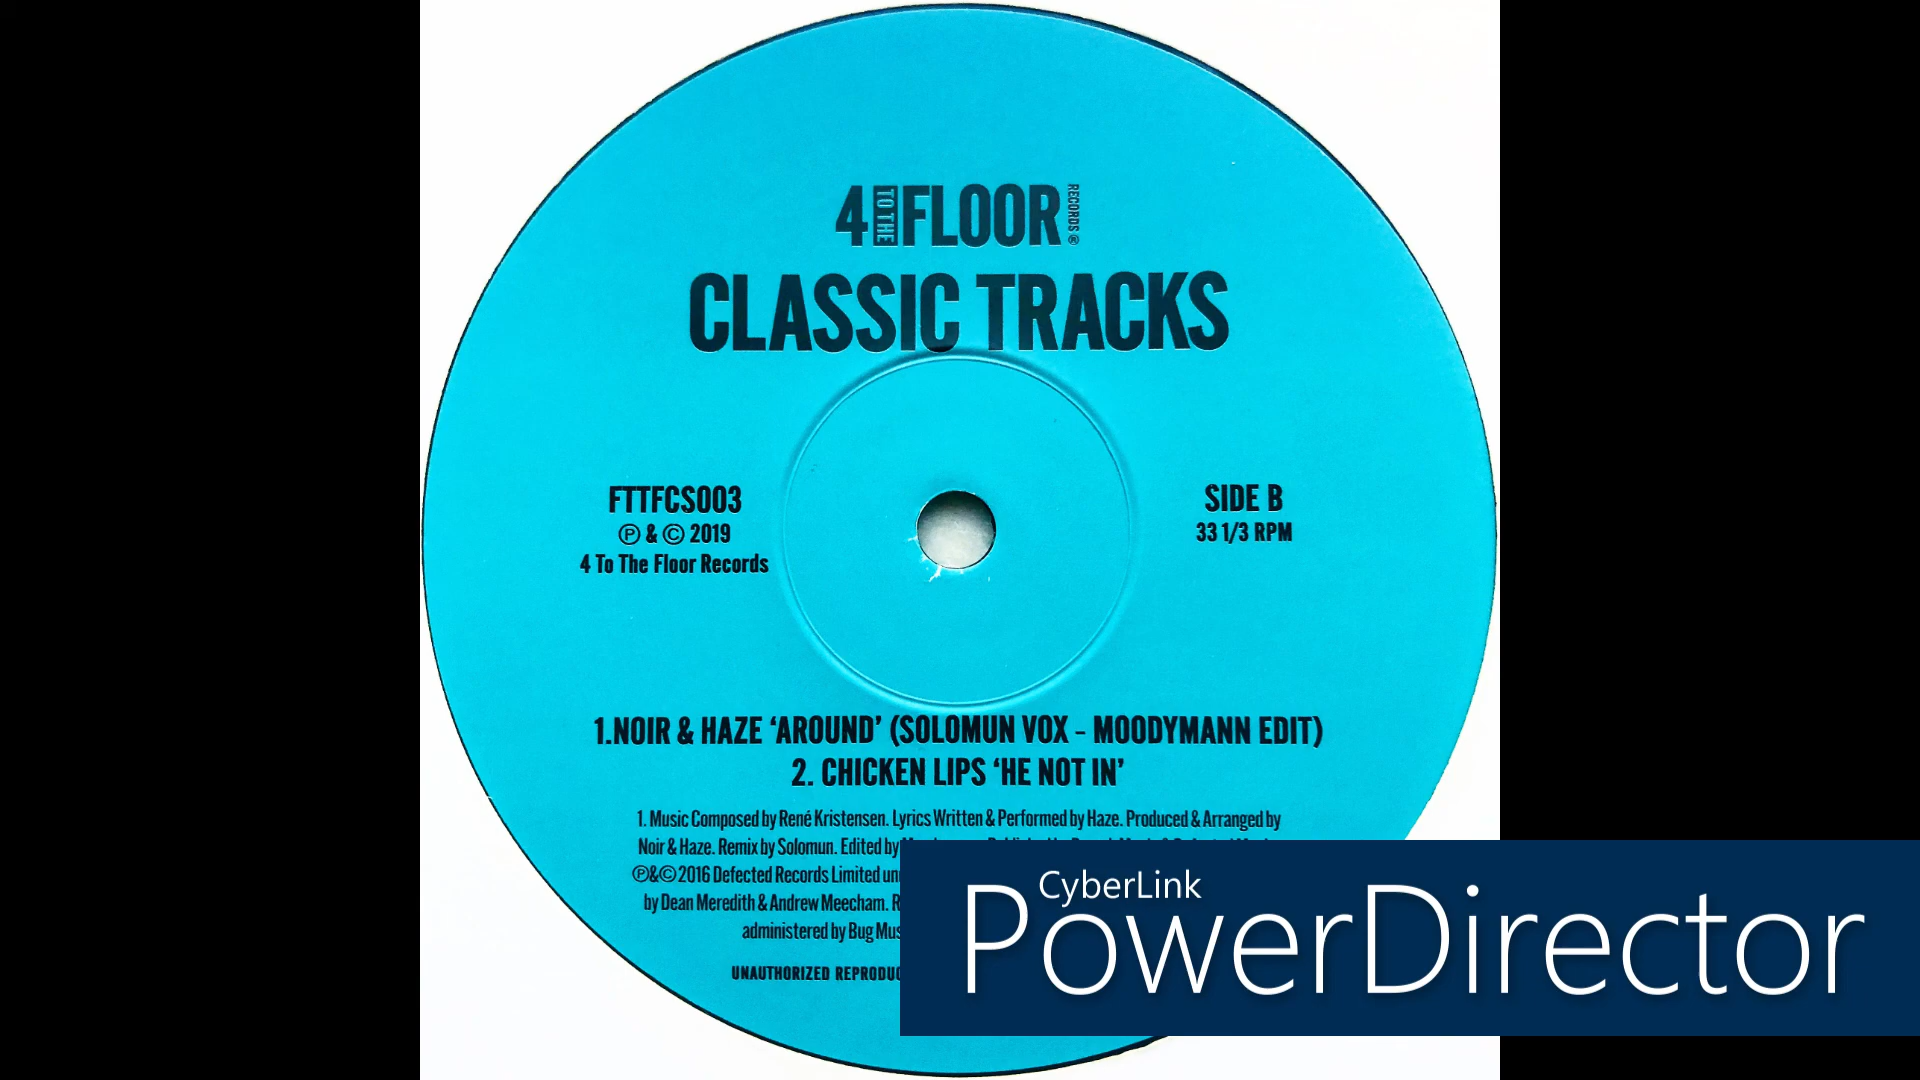 4 TO THE FLOOR RECORDS ®
CLASSIC TRACKS
FTTFCS003
℗ & © 2019
4 To The Floor Records
SIDE B
33 1/3 RPM
1.NOIR & HAZE ‘AROUND’ (SOLOMUN VOX - MOODYMANN EDIT)
2. CHICKEN LIPS ‘HE NOT IN’
1. Music Composed by René Kristensen. Lyrics Written & Performed by Haze. Produced & Arranged by
Noir & Haze. Remix by Solomun. Edited by
℗&© 2016 Defected Records Limited
by Dean Meredith & Andrew Meecham.
administered by Bug
UNAUTHORIZED
CyberLink
PowerDirector